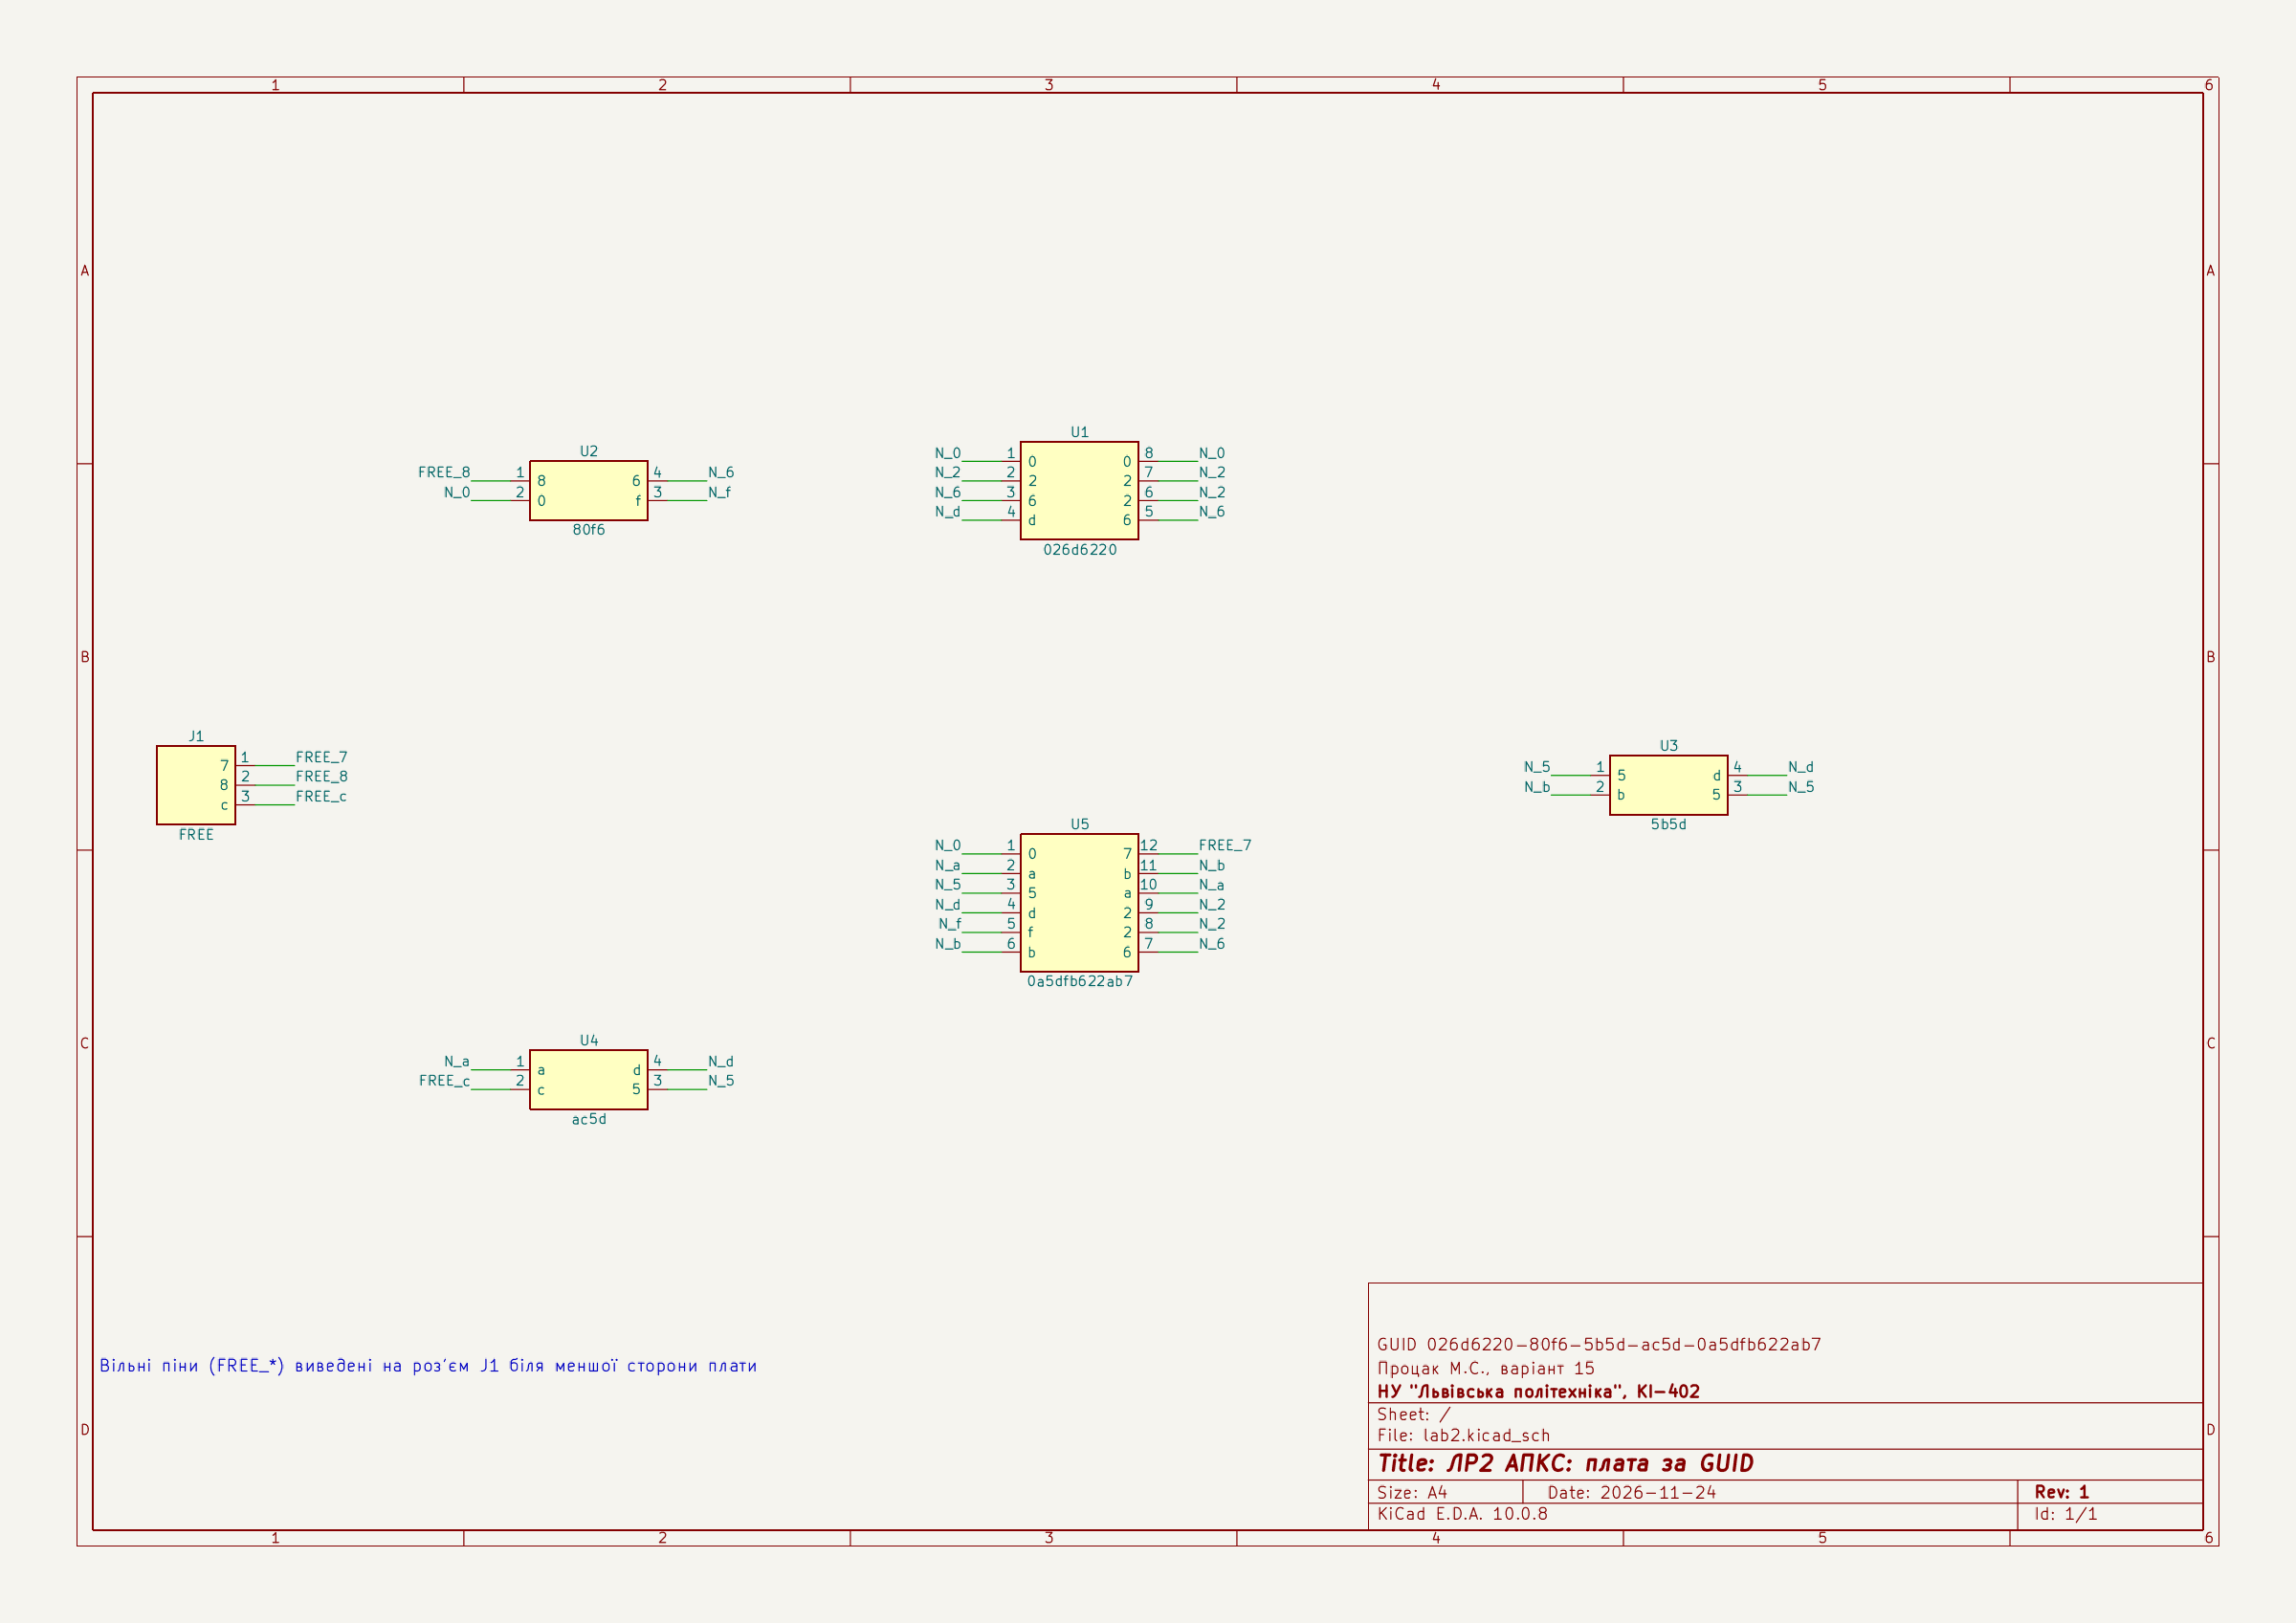 1 2 3 4 5 6
A A
U1
N_0 1 0 0 8 N_0
N_2 2 2 2 7 N_2
N_6 3 6 2 6 N_2
N_d 4 d 6 5 N_6
026d6220
U2
FREE_8 1 8 6 4 N_6
N_0 2 0 f 3 N_f
80f6
B B
J1
7 1 FREE_7
8 2 FREE_8
c 3 FREE_c
FREE
U3
N_5 1 5 d 4 N_d
N_b 2 b 5 3 N_5
5b5d
U5
N_0 1 0 7 12 FREE_7
N_a 2 a b 11 N_b
N_5 3 5 a 10 N_a
N_d 4 d 2 9 N_2
N_f 5 f 2 8 N_2
N_b 6 b 6 7 N_6
0a5dfb622ab7
C C
U4
N_a 1 a d 4 N_d
FREE_c 2 c 5 3 N_5
ac5d
Вільні піни (FREE_*) виведені на роз'єм J1 біля меншої сторони плати
GUID 026d6220-80f6-5b5d-ac5d-0a5dfb622ab7
Процак М.С., варіант 15
НУ "Львівська політехніка", КІ-402
Sheet: /
File: lab2.kicad_sch
D D
Title: ЛР2 АПКС: плата за GUID
Size: A4 Date: 2026-11-24 Rev: 1
KiCad E.D.A. 10.0.8 Id: 1/1
1 2 3 4 5 6